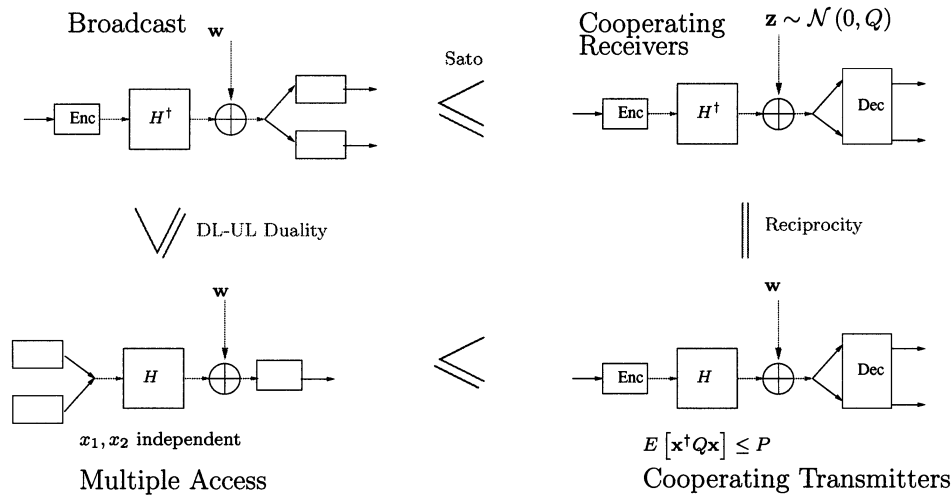 Broadcast
w
Enc
H†
Sato
Cooperating
Receivers
z ∼ N (0, Q)
Enc
H†
Dec
DL-UL Duality
Reciprocity
w
H
x1, x2 independent
Multiple Access
w
Enc
H
Dec
E [x†Qx] ≤ P
Cooperating Transmitters